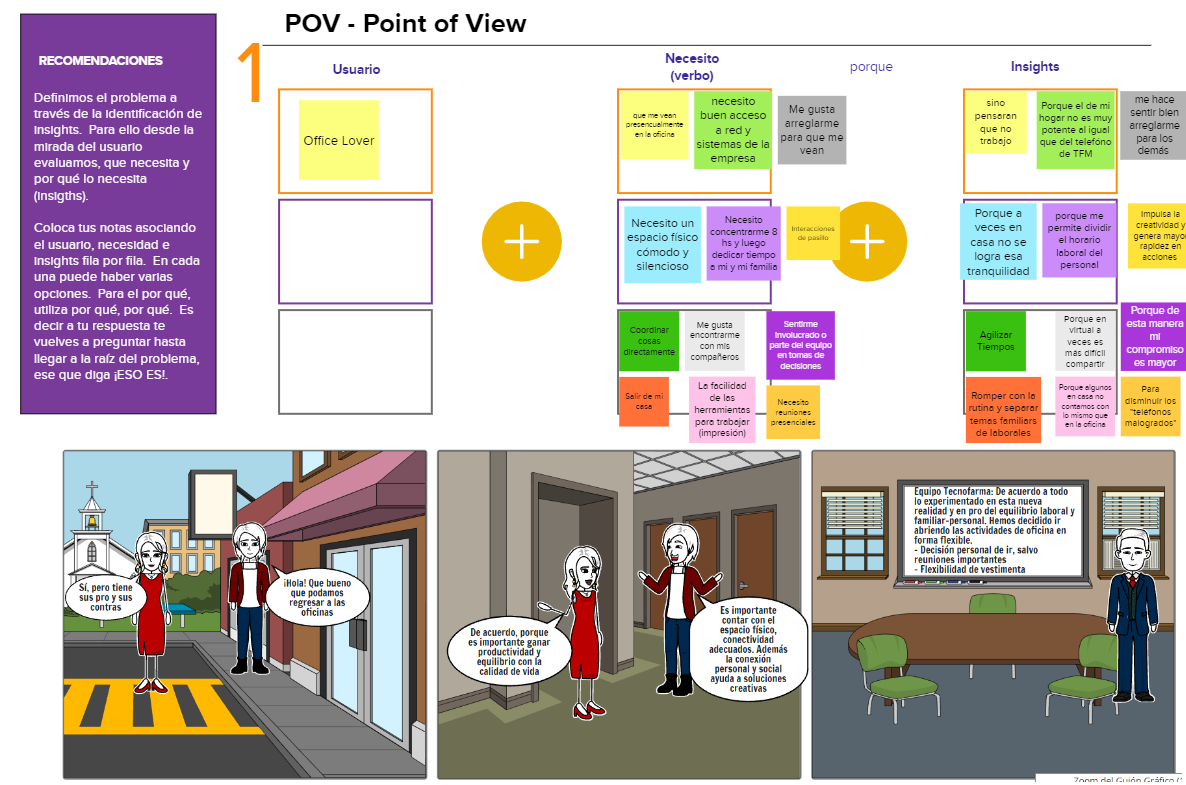 POV - Point of View
RECOMENDACIONES
Definimos el problema a
través de la identificación de
insights. Para ello desde la
mirada del usuario
evaluamos, que necesita y
por qué lo necesita
(insigths).
Coloca tus notas asociando
el usuario, necesidad e
insights fila por fila. En cada
una puede haber varias
opciones. Para el por qué,
utiliza por qué, por qué. Es
decir a tu respuesta te
vuelves a preguntar hasta
llegar a la raíz del problema,
ese que diga ¡ESO ES!.
1
Usuario
Necesito
(verbo)
porque
Insights
Office Lover
que me vean
presencualmente
en la oficina
necesito
buen acceso
a red y
sistemas de la
empresa
Me gusta
arreglarme
para que me
vean
sino
pensaran
que no
trabajo
Porque el de mi
hogar no es muy
potente al igual
que del telefóno
de TFM
me hace
sentir bien
arreglarme
para los
demás
Necesito un
espacio físico
cómodo y
silencioso
Necesito
concentrarme 8
hs y luego
dedicar tiempo
a mi y mi familia
Interacciones
de pasillo
Porque a
veces en
casa no se
logra esa
tranquilidad
porque me
permite dividir
el horario
laboral del
personal
Impulsa la
creatividad y
genera mayor
rapidez en
acciones
Coordinar
cosas
directamente
Me gusta
encontrarme
con mis
compañeros
Sentirme
Involucrado o
parte del equipo
en tomas de
decisiones
Agilizar
Tiempos
Porque en
virtual a
veces es
más difícil
compartir
Porque de
esta manera
mi
compromiso
es mayor
Salir de mi
casa
La facilidad
de las
herramientas
para trabajar
(impresión)
Necesito
reuniones
presenciales
Romper con la
rutina y separar
temas familiars
de laborales
Porque algunos
en casa no
contamos con
lo mismo que
en la oficina
Para
disminuir los
"teléfonos
malogrados"
Sí, pero tiene
sus pro y sus
contras
¡Hola! Que bueno
que podamos
regresar a las
oficinas
De acuerdo, porque
es importante ganar
productividad y
equilibrio con la
calidad de vida
Es importante
contar con el
espacio físico,
conectividad
adecuados. Además
la conexión
personal y social
ayuda a soluciones
creativas
Equipo Tecnofarma: De acuerdo a todo
lo experimentado en esta nueva
realidad y en pro del equilibrio laboral y
familiar-personal. Hemos decidido ir
abriendo las actividades de oficina en
forma flexible.
- Decisión personal de ir, salvo
reuniones importantes
- Flexibilidad de vestimenta
Zoom del Guión Gráfico (